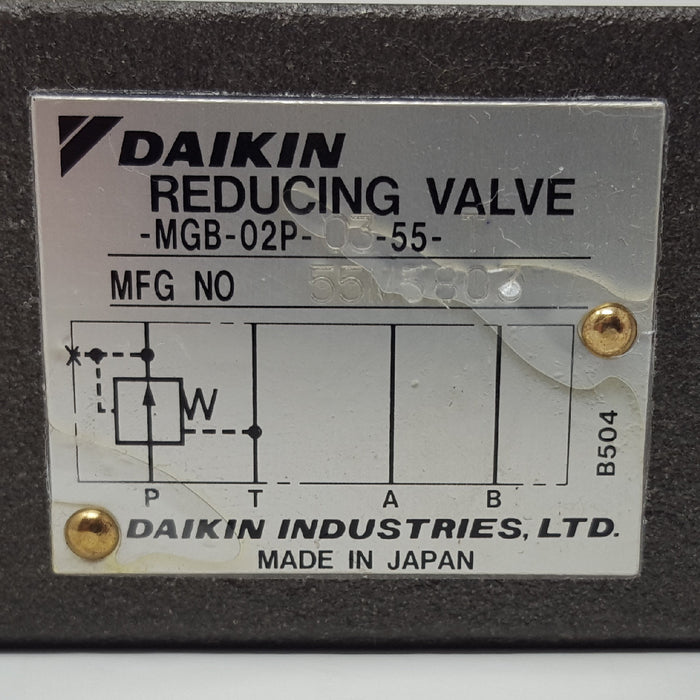 DAIKIN
REDUCING VALVE
-MGB-02P-03-55-
MFG NO
X
W
P T A B
B504
DAIKIN INDUSTRIES, LTD.
MADE IN JAPAN